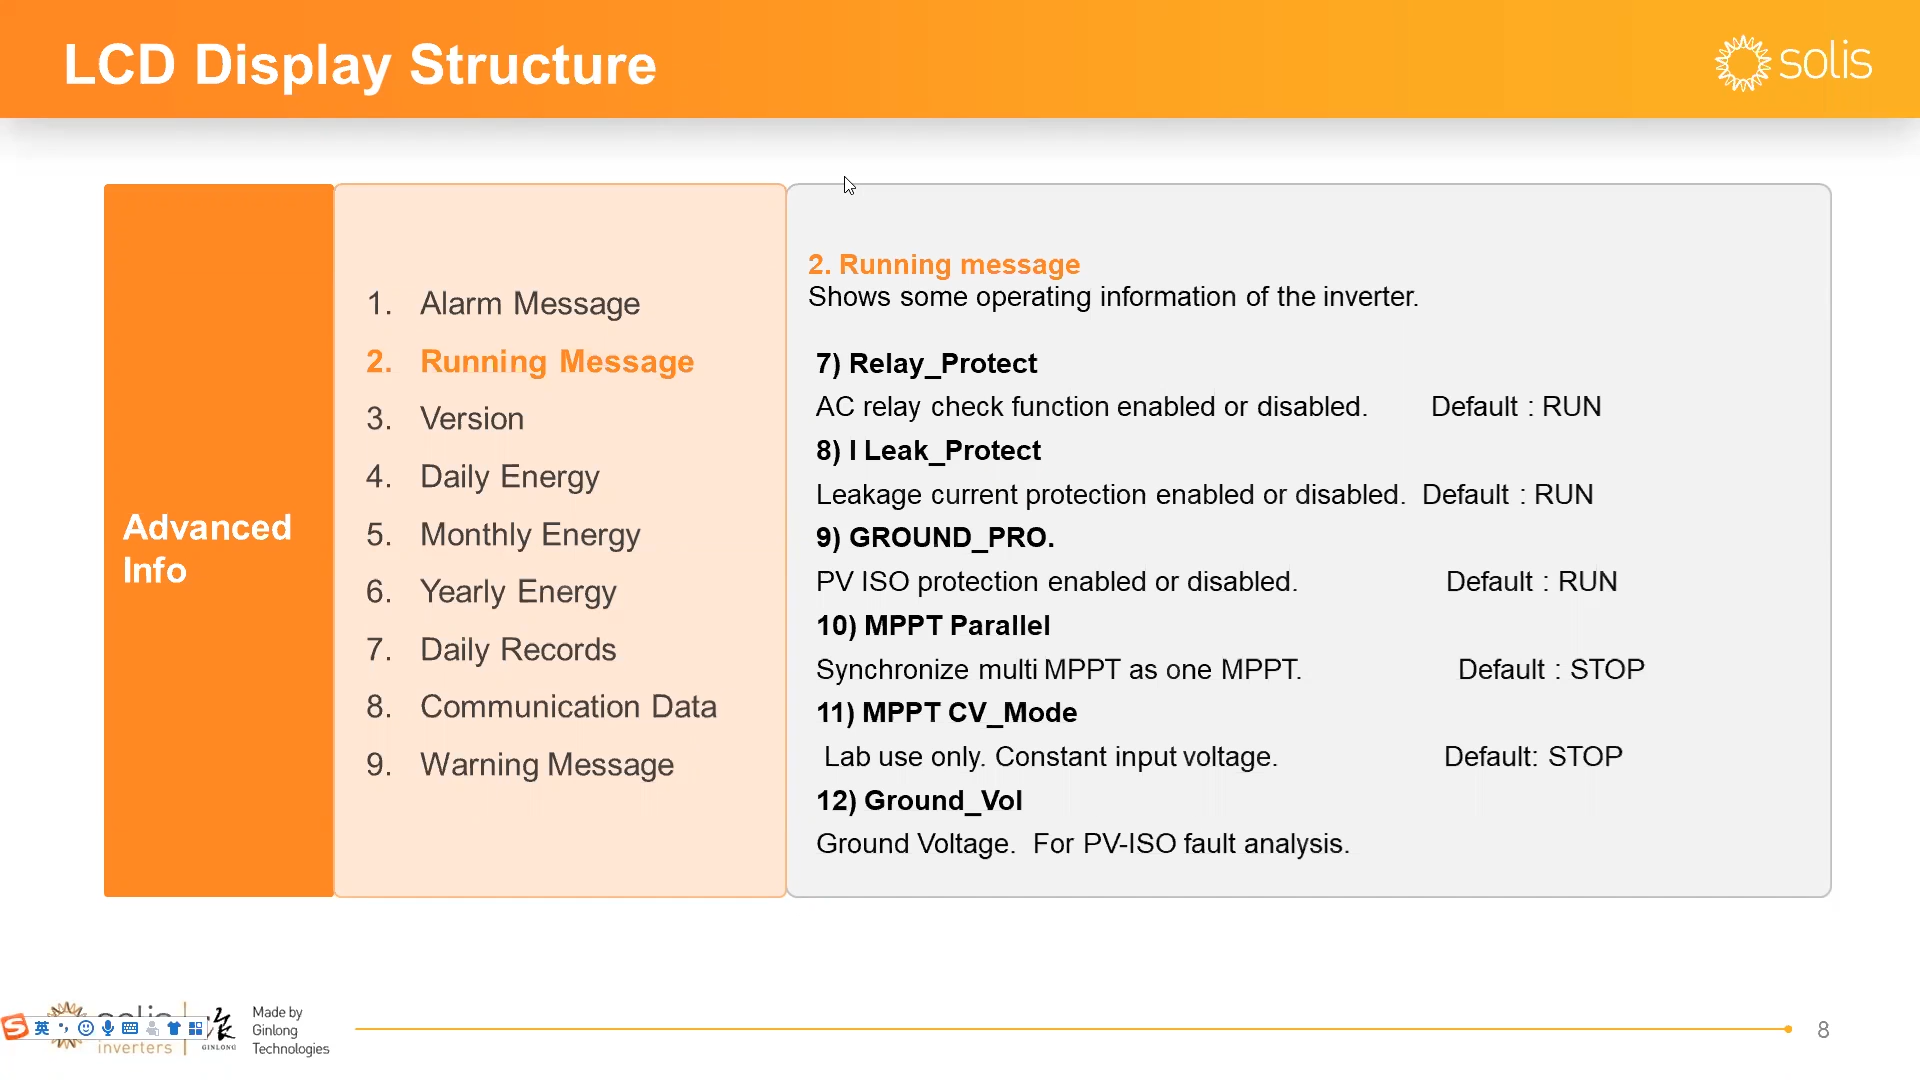 LCD Display Structure
solis
Advanced
Info
1. Alarm Message
2. Running Message
3. Version
4. Daily Energy
5. Monthly Energy
6. Yearly Energy
7. Daily Records
8. Communication Data
9. Warning Message
2. Running message
Shows some operating information of the inverter.
7) Relay_Protect
AC relay check function enabled or disabled. Default : RUN
8) I Leak_Protect
Leakage current protection enabled or disabled. Default : RUN
9) GROUND_PRO.
PV ISO protection enabled or disabled. Default : RUN
10) MPPT Parallel
Synchronize multi MPPT as one MPPT. Default : STOP
11) MPPT CV_Mode
Lab use only. Constant input voltage. Default: STOP
12) Ground_Vol
Ground Voltage. For PV-ISO fault analysis.
S 英
inverters
GINLONG
Made by
Ginlong
Technologies
8